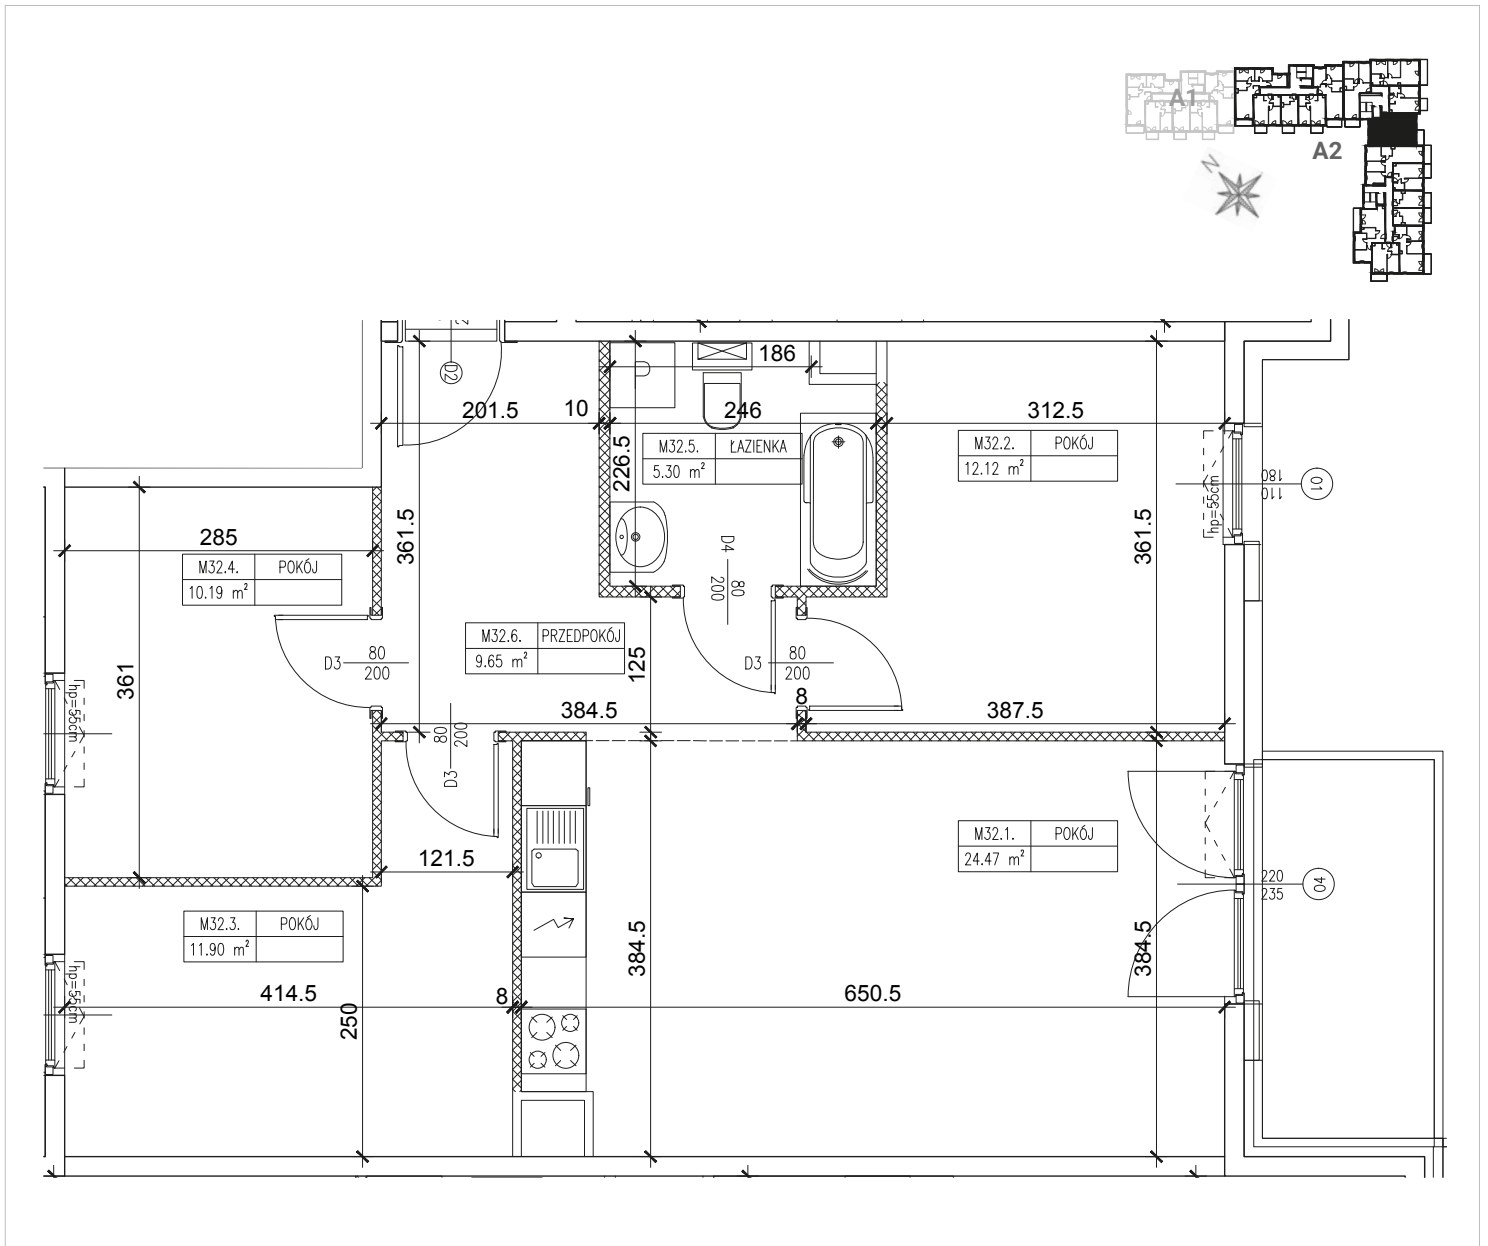 A1
A2
N
D2
186
201.5
10
246
312.5
M32.5. ŁAZIENKA
5.30 m²
M32.2. POKÓJ
12.12 m²
226.5
180
110
01
hp=55cm
285
361.5
361.5
M32.4. POKÓJ
10.19 m²
D4
80
200
M32.6. PRZEDPOKÓJ
9.65 m²
125
D3
80
200
D3
80
200
361
hp=55cm
384.5
8
387.5
80
200
D3
121.5
M32.1. POKÓJ
24.47 m²
220
235
04
M32.3. POKÓJ
11.90 m²
384.5
384.5
hp=55cm
414.5
250
8
650.5